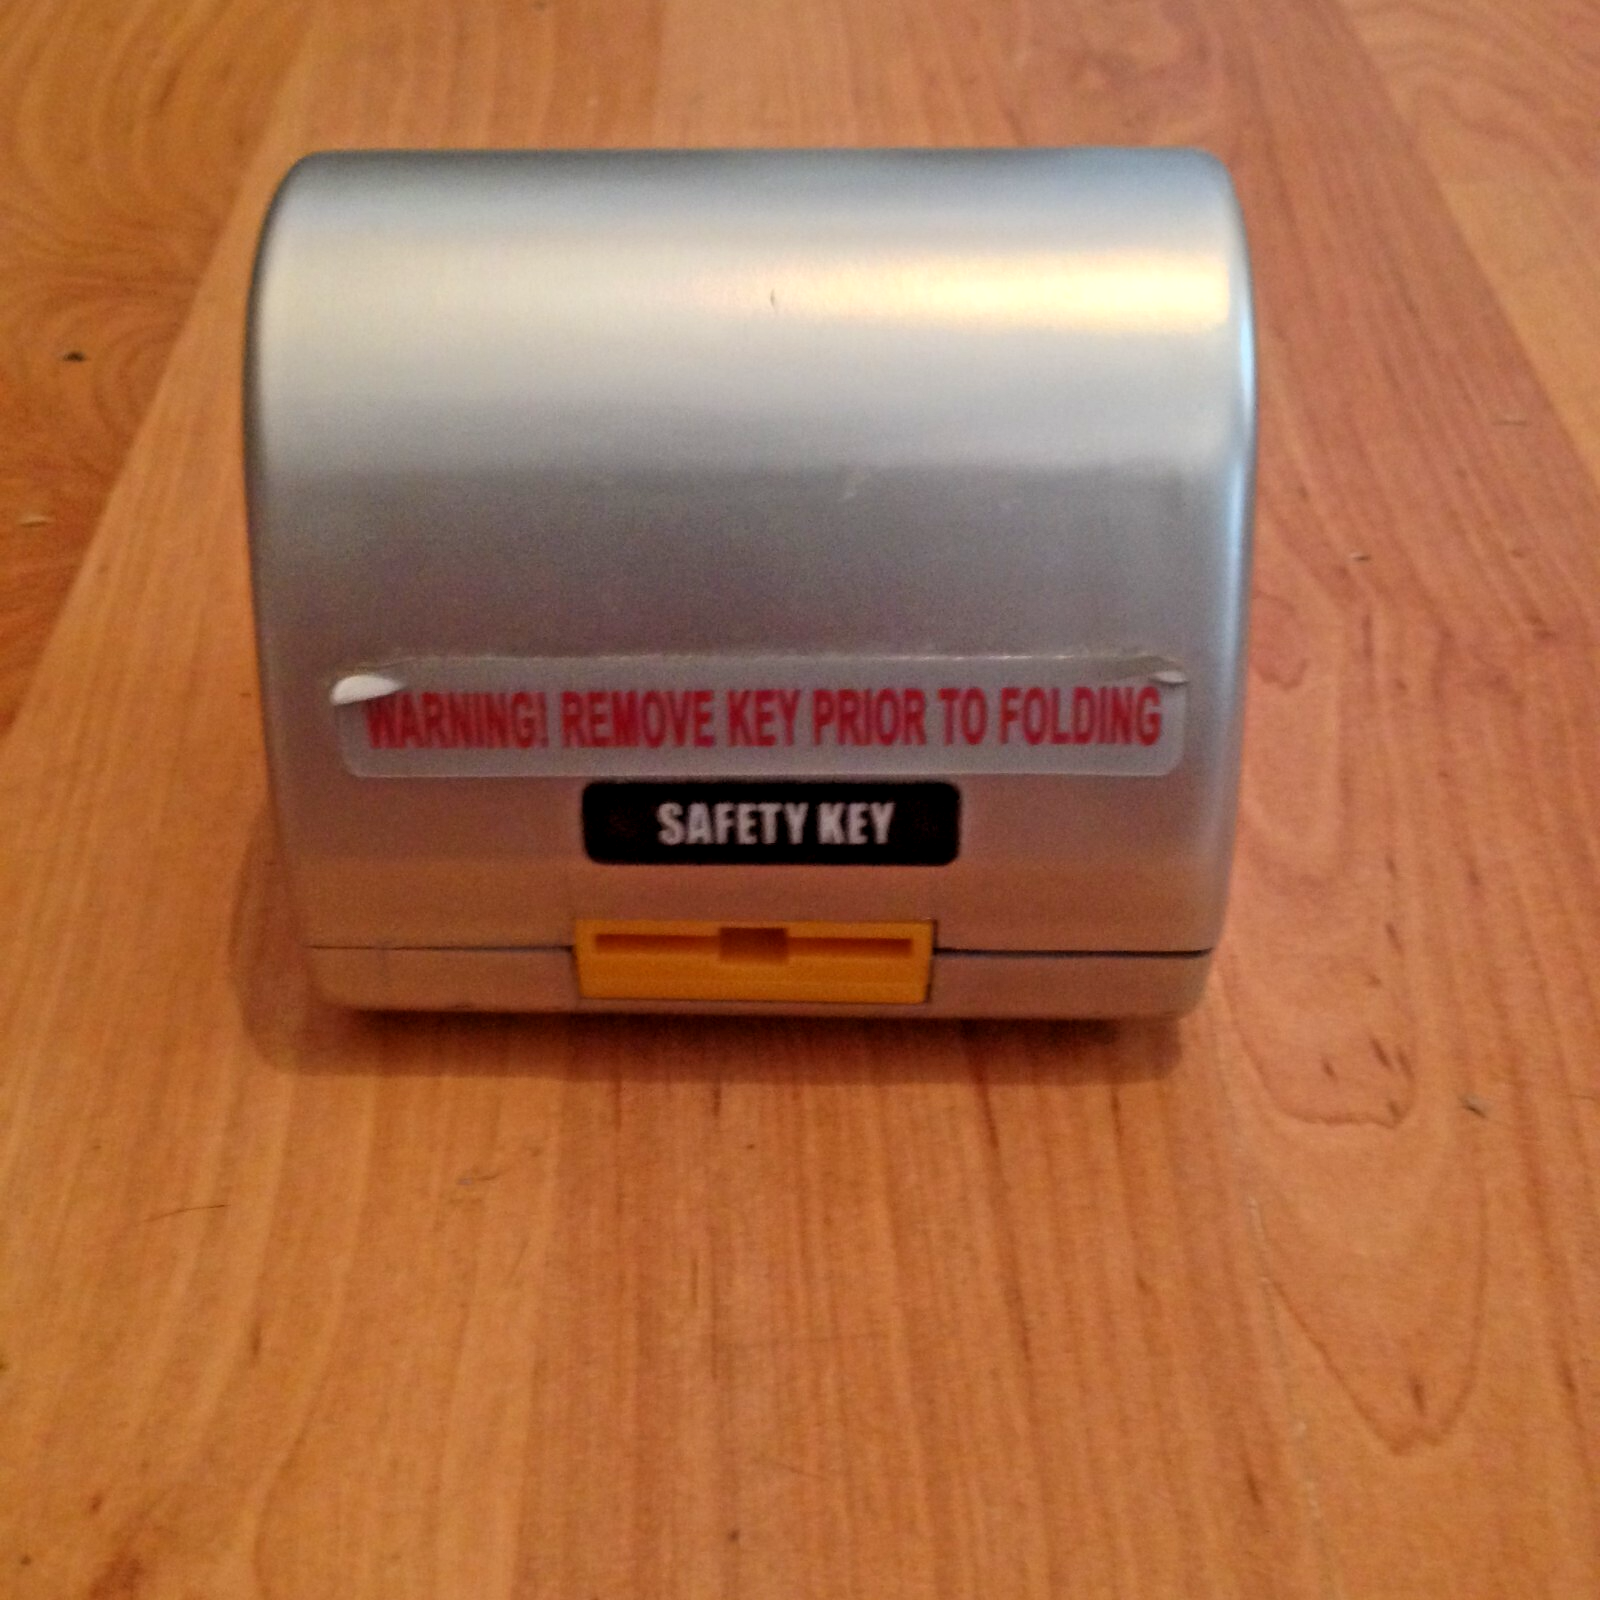 WARNING! REMOVE KEY PRIOR TO FOLDING
SAFETY KEY